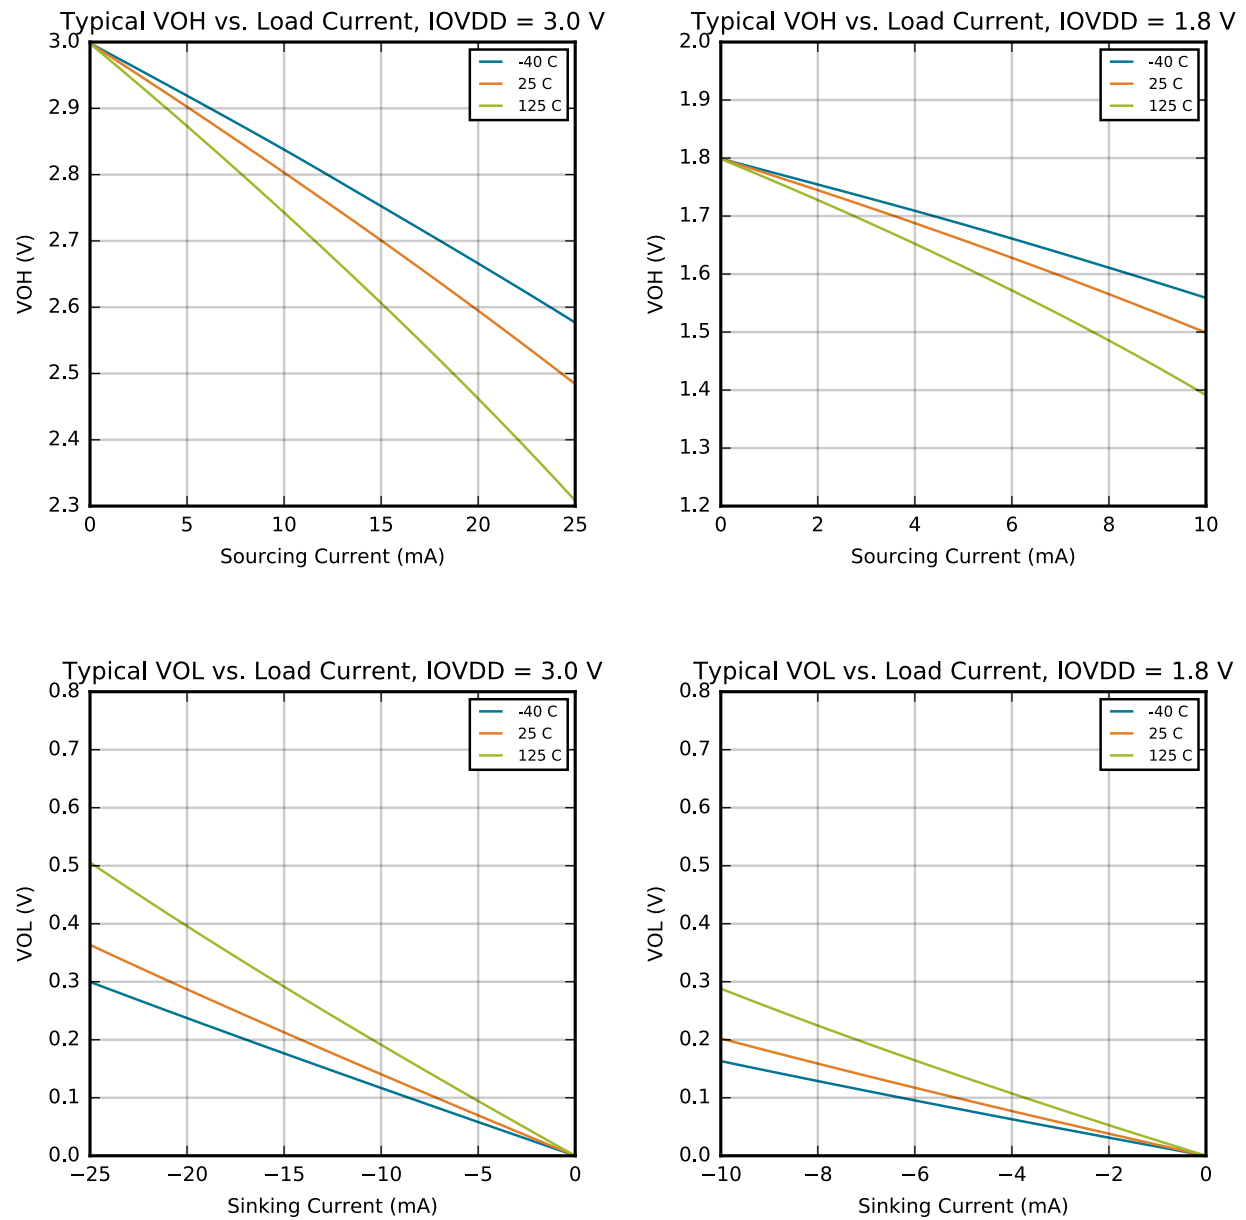 Typical VOH vs. Load Current, IOVDD = 3.0 V
3.0
2.9
2.8
2.7
2.6
2.5
2.4
2.3
VOH (V)
-40 C
25 C
125 C
0 5 10 15 20 25
Sourcing Current (mA)
Typical VOH vs. Load Current, IOVDD = 1.8 V
2.0
1.9
1.8
1.7
1.6
1.5
1.4
1.3
1.2
VOH (V)
-40 C
25 C
125 C
0 2 4 6 8 10
Sourcing Current (mA)
Typical VOL vs. Load Current, IOVDD = 3.0 V
0.8
0.7
0.6
0.5
0.4
0.3
0.2
0.1
0.0
VOL (V)
-40 C
25 C
125 C
−25 −20 −15 −10 −5 0
Sinking Current (mA)
Typical VOL vs. Load Current, IOVDD = 1.8 V
0.8
0.7
0.6
0.5
0.4
0.3
0.2
0.1
0.0
VOL (V)
-40 C
25 C
125 C
−10 −8 −6 −4 −2 0
Sinking Current (mA)